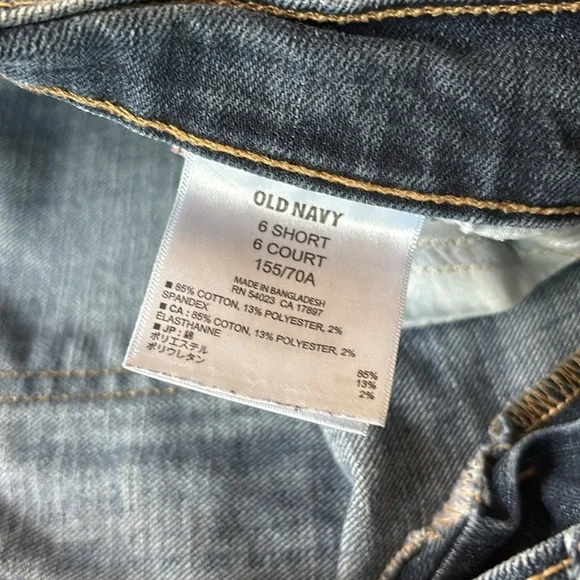 OLD NAVY
6 SHORT
6 COURT
155/70A
MADE IN BANGLADESH
RN 54023 CA 17897
■ 85% COTTON, 13% POLYESTER, 2%
SPANDEX
■ CA : 85% COTON, 13% POLYESTER, 2%
ELASTHANNE
■ JP : 綿 85%
ポリエステル 13%
ポリウレタン 2%